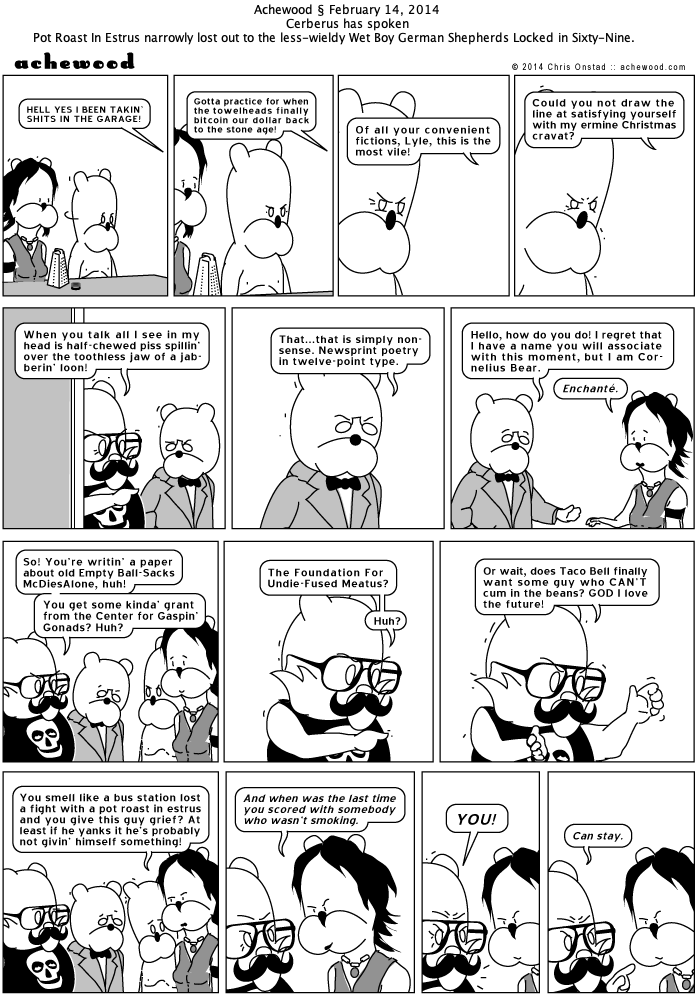 Achewood § February 14, 2014
Cerberus has spoken
Pot Roast In Estrus narrowly lost out to the less-wieldy Wet Boy German Shepherds Locked in Sixty-Nine.
achewood
© 2014 Chris Onstad :: achewood.com
HELL YES I BEEN TAKIN'
SHITS IN THE GARAGE!
Gotta practice for when
the towelheads finally
bitcoin our dollar back
to the stone age!
Of all your convenient
fictions, Lyle, this is the
most vile!
Could you not draw the
line at satisfying yourself
with my ermine Christmas
cravat?
When you talk all I see in my
head is half-chewed piss spillin'
over the toothless jaw of a jab-
berin' loon!
That...that is simply non-
sense. Newsprint poetry
in twelve-point type.
Hello, how do you do! I regret that
I have a name you will associate
with this moment, but I am Cor-
nelius Bear.
Enchanté.
So! You're writin' a paper
about old Empty Ball-Sacks
McDiesAlone, huh!
You get some kinda' grant
from the Center for Gaspin'
Gonads? Huh?
The Foundation For
Undie-Fused Meatus?
Huh?
Or wait, does Taco Bell finally
want some guy who CAN'T
cum in the beans? GOD I love
the future!
You smell like a bus station lost
a fight with a pot roast in estrus
and you give this guy grief? At
least if he yanks it he's probably
not givin' himself something!
And when was the last time
you scored with somebody
who wasn't smoking.
YOU!
Can stay.